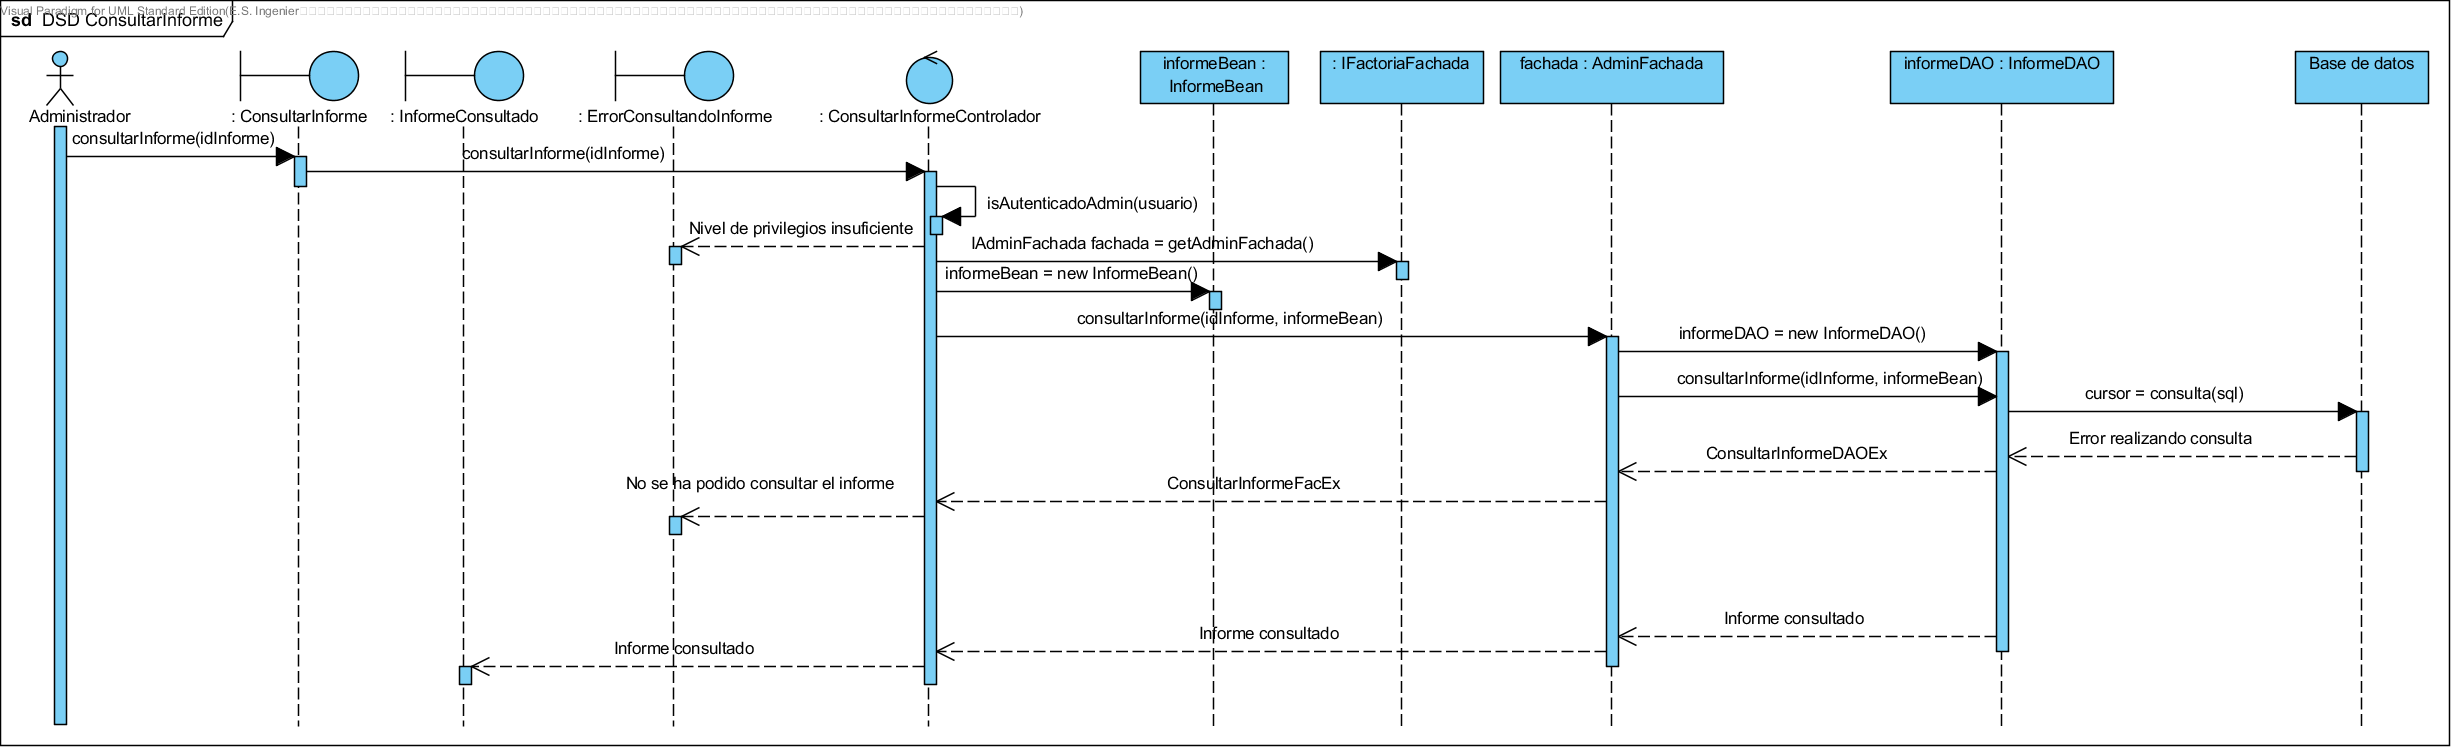 Visual Paradigm for UML Standard Edition(E.S. Ingenier
sd DSD ConsultarInforme
Administrador
: ConsultarInforme
: InformeConsultado
: ErrorConsultandoInforme
: ConsultarInformeControlador
informeBean :
InformeBean
: IFactoriaFachada
fachada : AdminFachada
informeDAO : InformeDAO
Base de datos
consultarInforme(idInforme)
consultarInforme(idInforme)
isAutenticadoAdmin(usuario)
Nivel de privilegios insuficiente
IAdminFachada fachada = getAdminFachada()
informeBean = new InformeBean()
consultarInforme(idInforme, informeBean)
informeDAO = new InformeDAO()
consultarInforme(idInforme, informeBean)
cursor = consulta(sql)
Error realizando consulta
ConsultarInformeDAOEx
ConsultarInformeFacEx
No se ha podido consultar el informe
Informe consultado
Informe consultado
Informe consultado